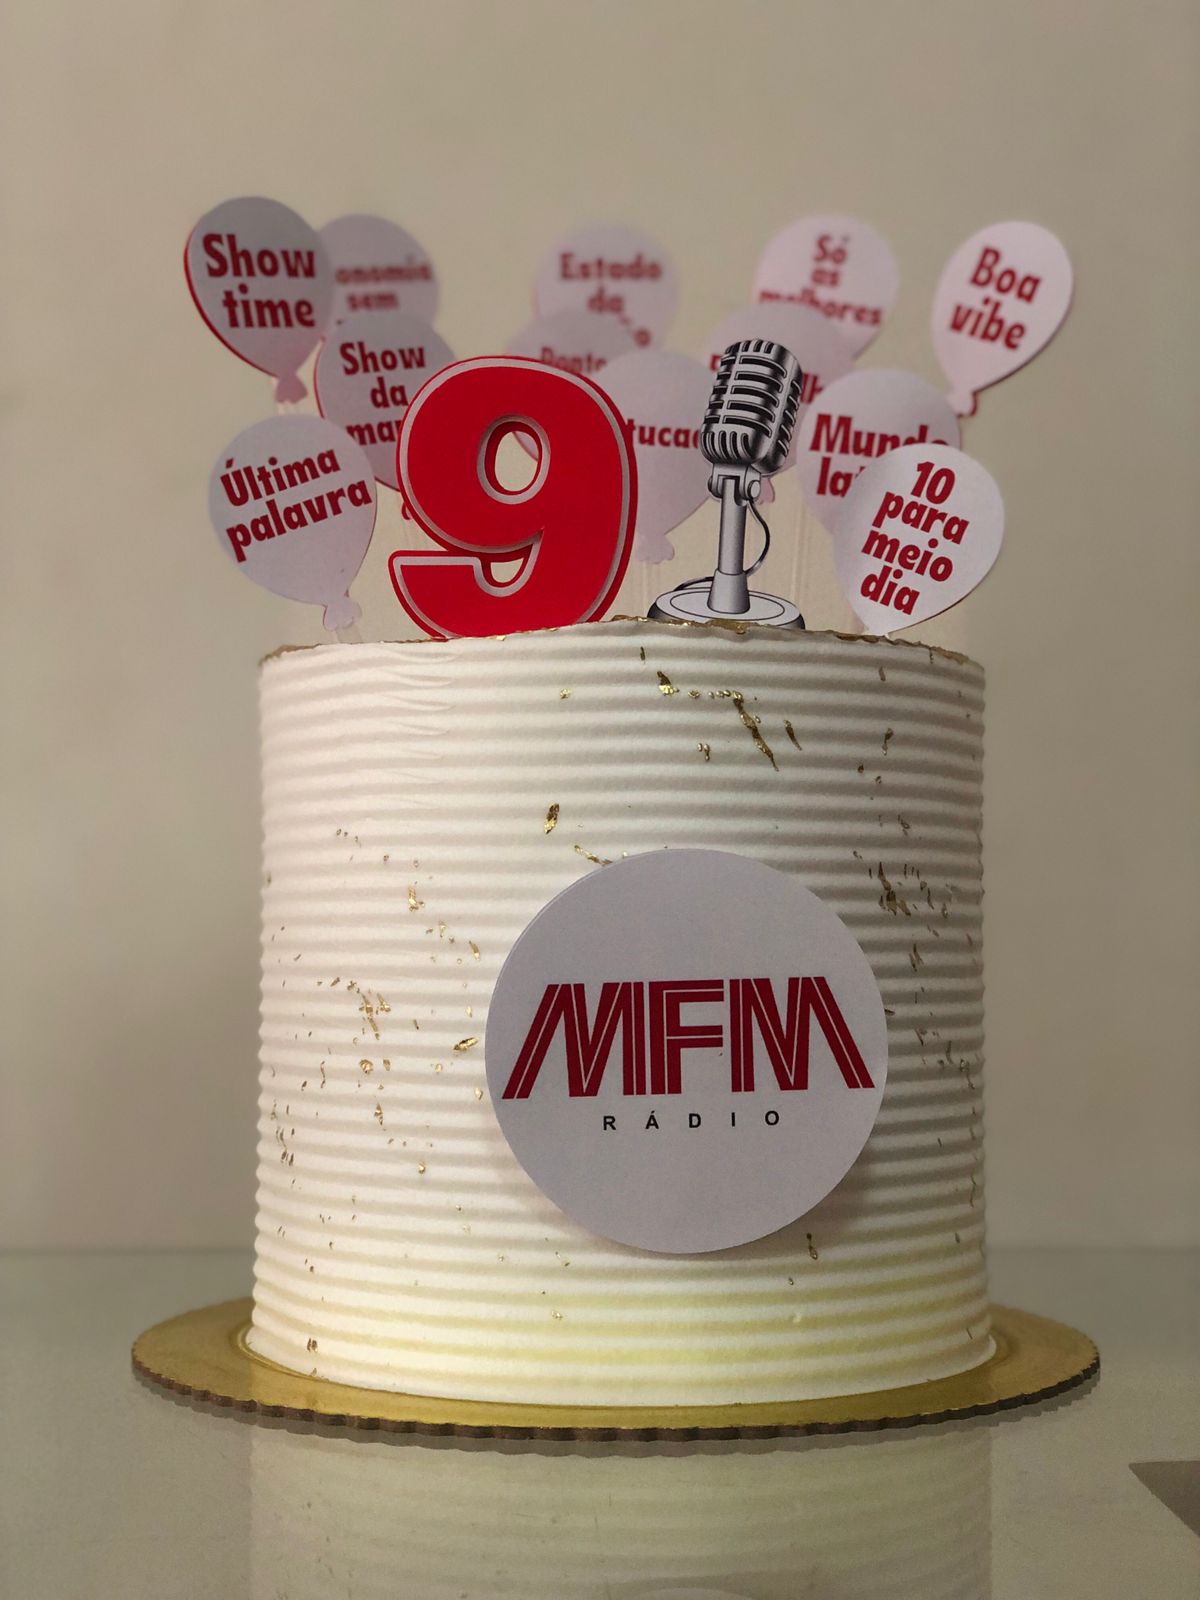 Show
time
sem
Estado
da
Só
as
melhores
Boa
vibe
Show
da
Última
palavra
9
Mundo
10
para
meio
dia
MFM
RÁDIO